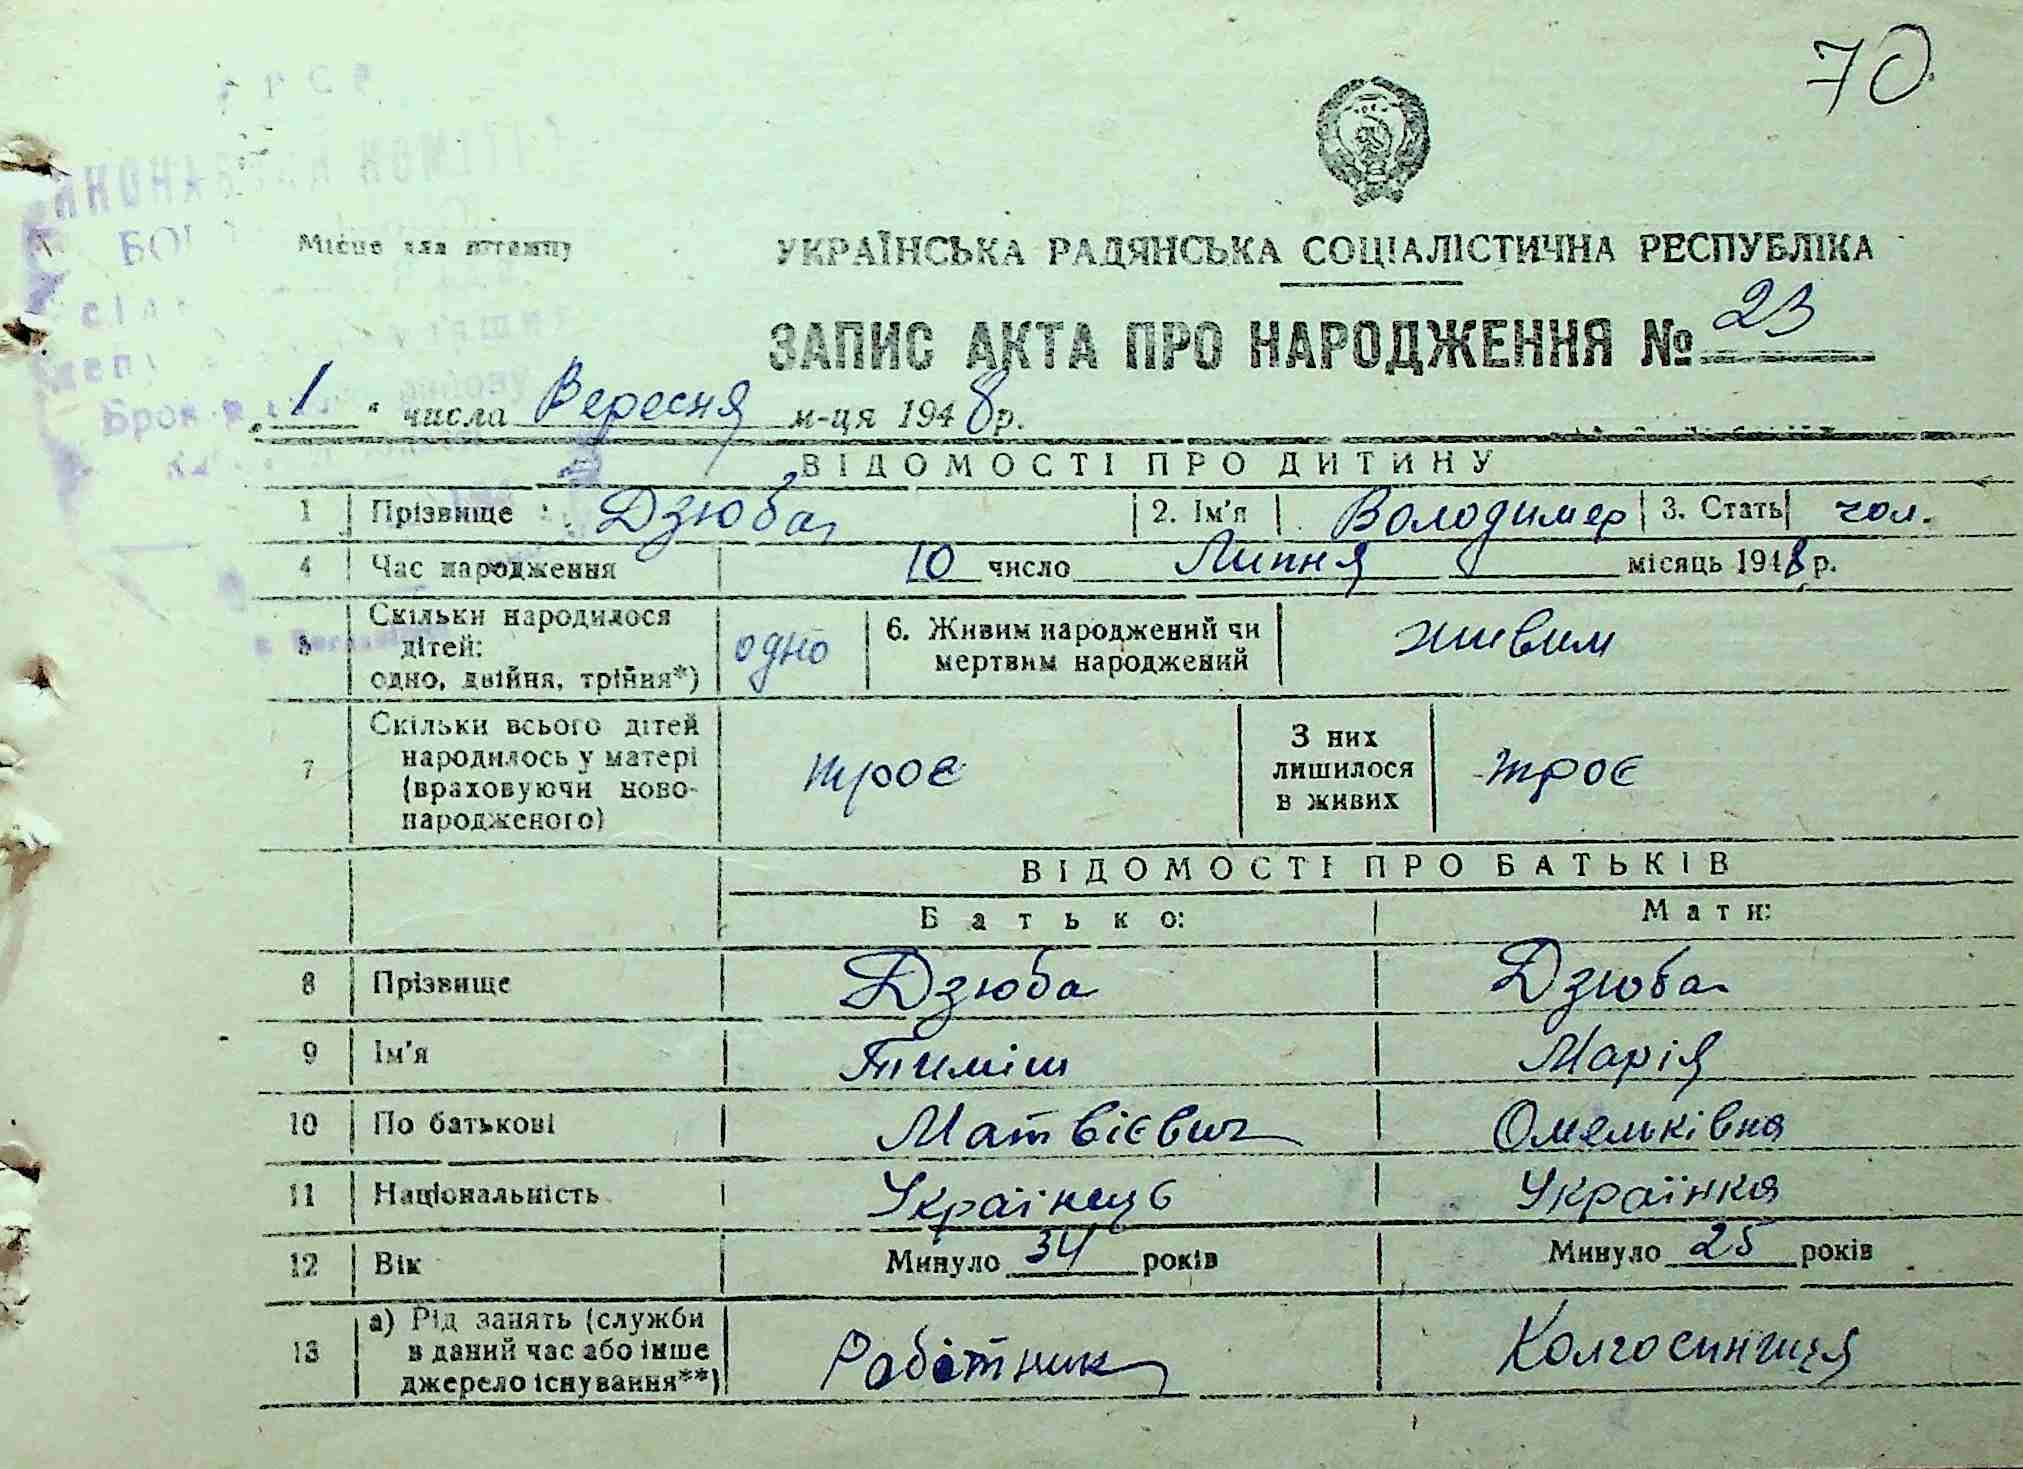 70
Місце для штампу
УКРАЇНСЬКА РАДЯНСЬКА СОЦІАЛІСТИЧНА РЕСПУБЛІКА
ЗАПИС АКТА ПРО НАРОДЖЕННЯ № 23
„ 1 " числа Вересня м-ця 1948 р.
ВІДОМОСТІ ПРО ДИТИНУ
1 Прізвище Дзюба 2. Ім'я Володимер 3. Стать чол.
4 Час народження 10 число Липня місяць 1948 р.
5 Скільки народилося дітей: одно, двійня, трійня*) одно 6. Живим народжений чи мертвим народжений живим
7 Скільки всього дітей народилось у матері (враховуючи новонародженого) троє З них лишилося в живих троє
ВІДОМОСТІ ПРО БАТЬКІВ
Батько: Мати:
8 Прізвище Дзюба Дзюба
9 Ім'я Тиміш Марія
10 По батькові Матвієвич Омельківна
11 Національність Українець Українка
12 Вік Минуло 34 років Минуло 25 років
13 а) Рід занять (служби в даний час або інше джерело існування**) Робітник Колгоспниця